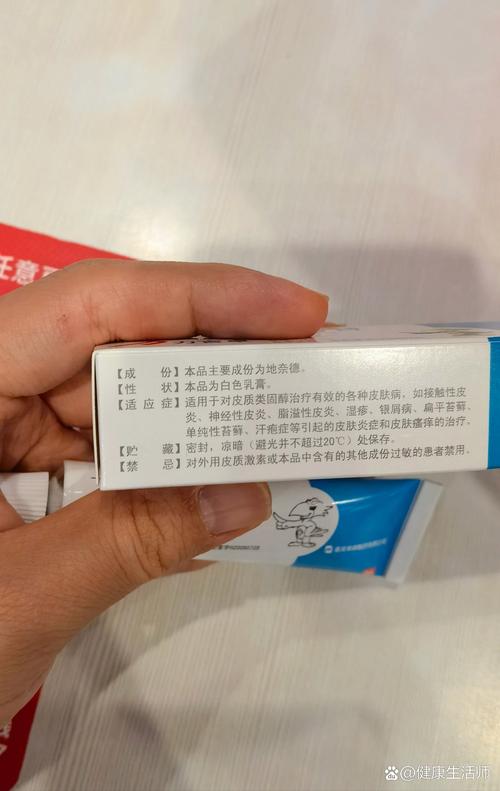 任意
【成　份】本品主要成份为地奈德。
【性　状】本品为白色乳膏。
【适应症】适用于对皮质类固醇治疗有效的各种皮肤病，如接触性皮
炎、神经性皮炎、脂溢性皮炎、湿疹、银屑病、扁平苔藓、
单纯性苔藓、汗疱症等引起的皮肤炎症和皮肤瘙痒的治疗。
【贮　藏】密封，凉暗（避光并不超过20℃）处保存。
【禁　忌】对外用皮质激素或本品中含有的其他成份过敏的患者禁用。
健康生活师